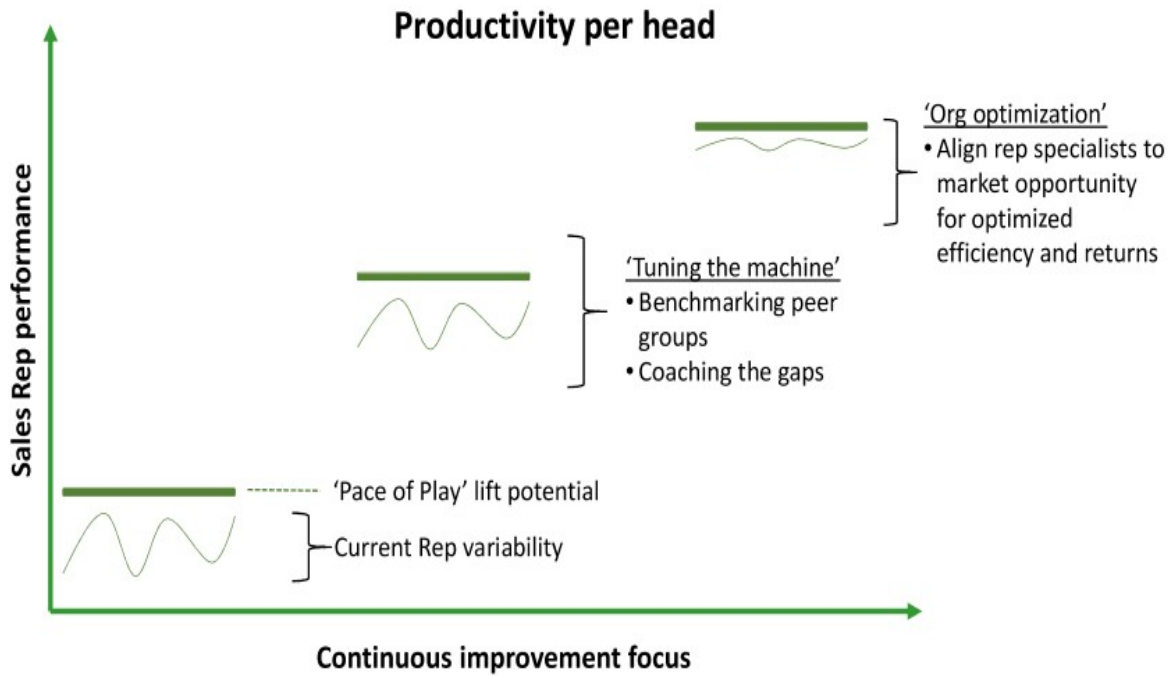 Productivity per head
'Org optimization'
• Align rep specialists to
market opportunity
for optimized
efficiency and returns
'Tuning the machine'
• Benchmarking peer
groups
• Coaching the gaps
Sales Rep performance
'Pace of Play' lift potential
Current Rep variability
Continuous improvement focus